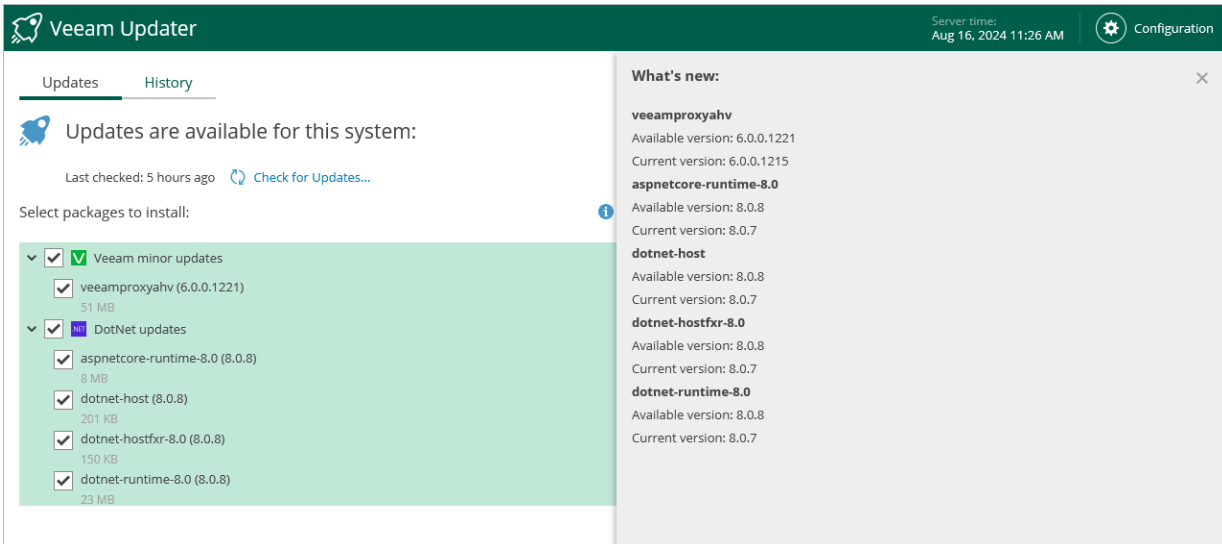 Veeam Updater
Server time:
Aug 16, 2024 11:26 AM
Configuration
Updates
History
Updates are available for this system:
Last checked: 5 hours ago
Check for Updates...
Select packages to install:
Veeam minor updates
veeamproxyahv (6.0.0.1221)
51 MB
.NET
DotNet updates
aspnetcore-runtime-8.0 (8.0.8)
8 MB
dotnet-host (8.0.8)
201 KB
dotnet-hostfxr-8.0 (8.0.8)
150 KB
dotnet-runtime-8.0 (8.0.8)
23 MB
What's new:
veeamproxyahv
Available version: 6.0.0.1221
Current version: 6.0.0.1215
aspnetcore-runtime-8.0
Available version: 8.0.8
Current version: 8.0.7
dotnet-host
Available version: 8.0.8
Current version: 8.0.7
dotnet-hostfxr-8.0
Available version: 8.0.8
Current version: 8.0.7
dotnet-runtime-8.0
Available version: 8.0.8
Current version: 8.0.7